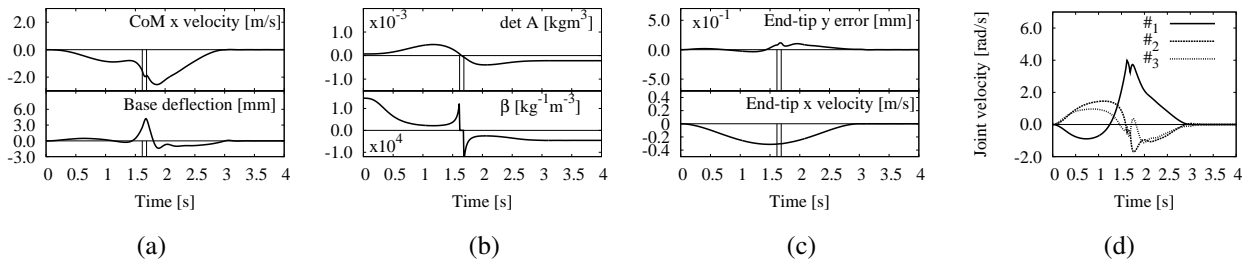 CoM x velocity [m/s]
2.0
0.0
-2.0
Base deflection [mm]
6.0
3.0
0.0
-3.0
0 0.5 1 1.5 2 2.5 3 3.5 4
Time [s]
(a)
x10⁻³ det A [kgm³]
1.0
0.0
-1.0
β [kg⁻¹m⁻³]
1.0
0.0
x10⁴
-1.0
0 0.5 1 1.5 2 2.5 3 3.5 4
Time [s]
(b)
x10⁻¹ End-tip y error [mm]
5.0
0.0
-5.0
End-tip x velocity [m/s]
0.4
0.2
0.0
-0.2
-0.4
0 0.5 1 1.5 2 2.5 3 3.5 4
Time [s]
(c)
Joint velocity [rad/s]
6.0
4.0
2.0
0.0
-2.0
#₁
#₂
#₃
0 0.5 1 1.5 2 2.5 3 3.5 4
Time [s]
(d)